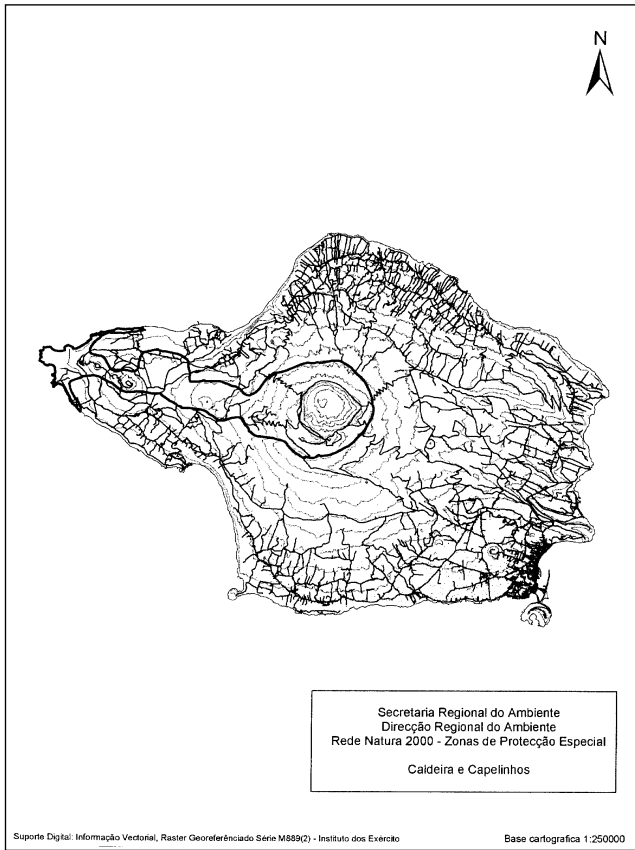 N
Secretaria Regional do Ambiente
Direcção Regional do Ambiente
Rede Natura 2000 - Zonas de Protecção Especial
Caldeira e Capelinhos
Suporte Digital: Informação Vectorial, Raster Georeferênciado Série M889(2) - Instituto dos Exército
Base cartografica 1:250000